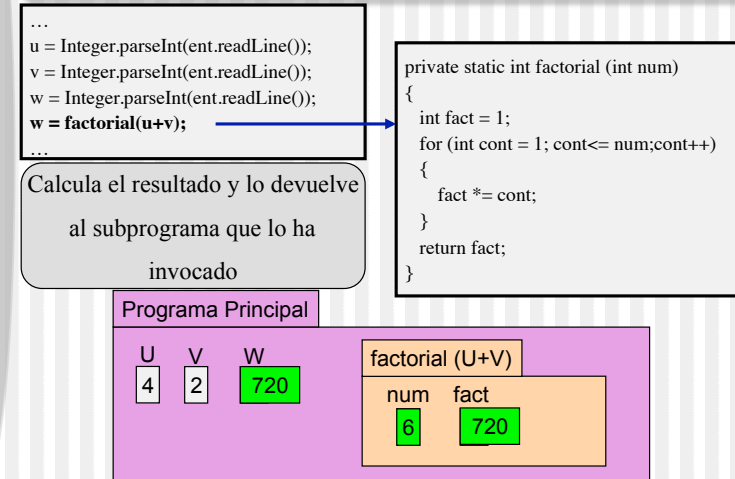 …
u = Integer.parseInt(ent.readLine());
v = Integer.parseInt(ent.readLine());
w = Integer.parseInt(ent.readLine());
w = factorial(u+v);
…
private static int factorial (int num)
{
int fact = 1;
for (int cont = 1; cont<= num;cont++)
{
fact *= cont;
}
return fact;
}
Calcula el resultado y lo devuelve
al subprograma que lo ha
invocado
Programa Principal
U V W
4 2 720
factorial (U+V)
num fact
6 720